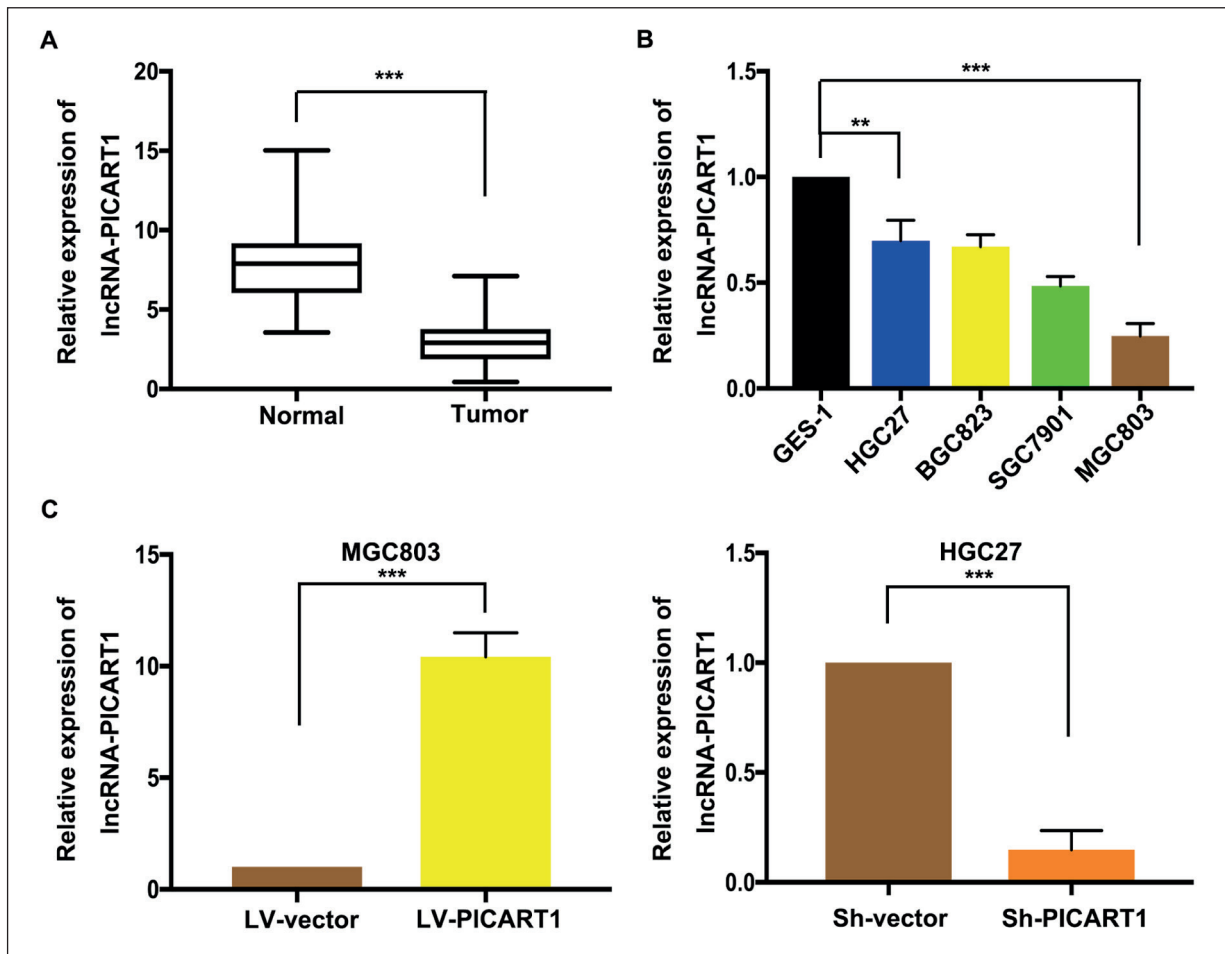 A
Relative expression of
lncRNA-PICART1
20
15
10
5
0
***
Normal
Tumor
B
Relative expression of
lncRNA-PICART1
1.5
1.0
0.5
0.0
***
**
GES-1
HGC27
BGC823
SGC7901
MGC803
C
Relative expression of
lncRNA-PICART1
15
10
5
0
MGC803
***
LV-vector
LV-PICART1
Relative expression of
lncRNA-PICART1
1.5
1.0
0.5
0.0
HGC27
***
Sh-vector
Sh-PICART1